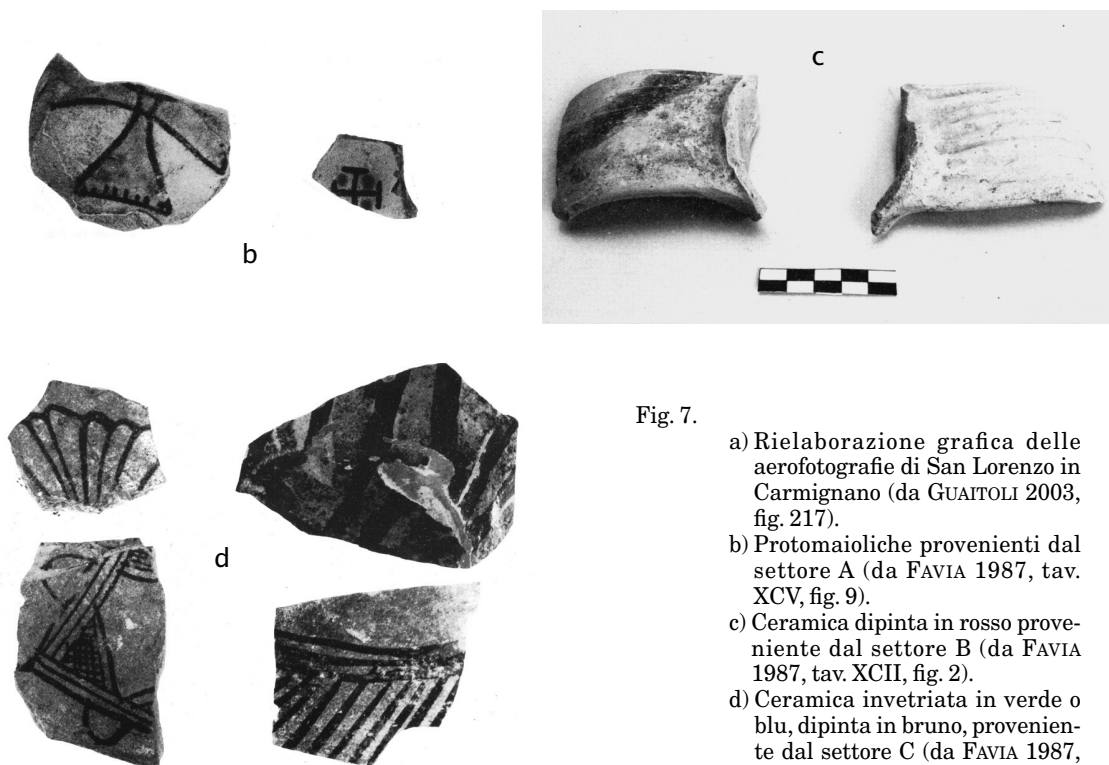 c
b
d
Fig. 7.
a) Rielaborazione grafica delle
aerofotografie di San Lorenzo in
Carmignano (da GUAITOLI 2003,
fig. 217).
b) Protomaioliche provenienti dal
settore A (da FAVIA 1987, tav.
XCV, fig. 9).
c) Ceramica dipinta in rosso prove-
niente dal settore B (da FAVIA
1987, tav. XCII, fig. 2).
d) Ceramica invetriata in verde o
blu, dipinta in bruno, provenien-
te dal settore C (da FAVIA 1987,